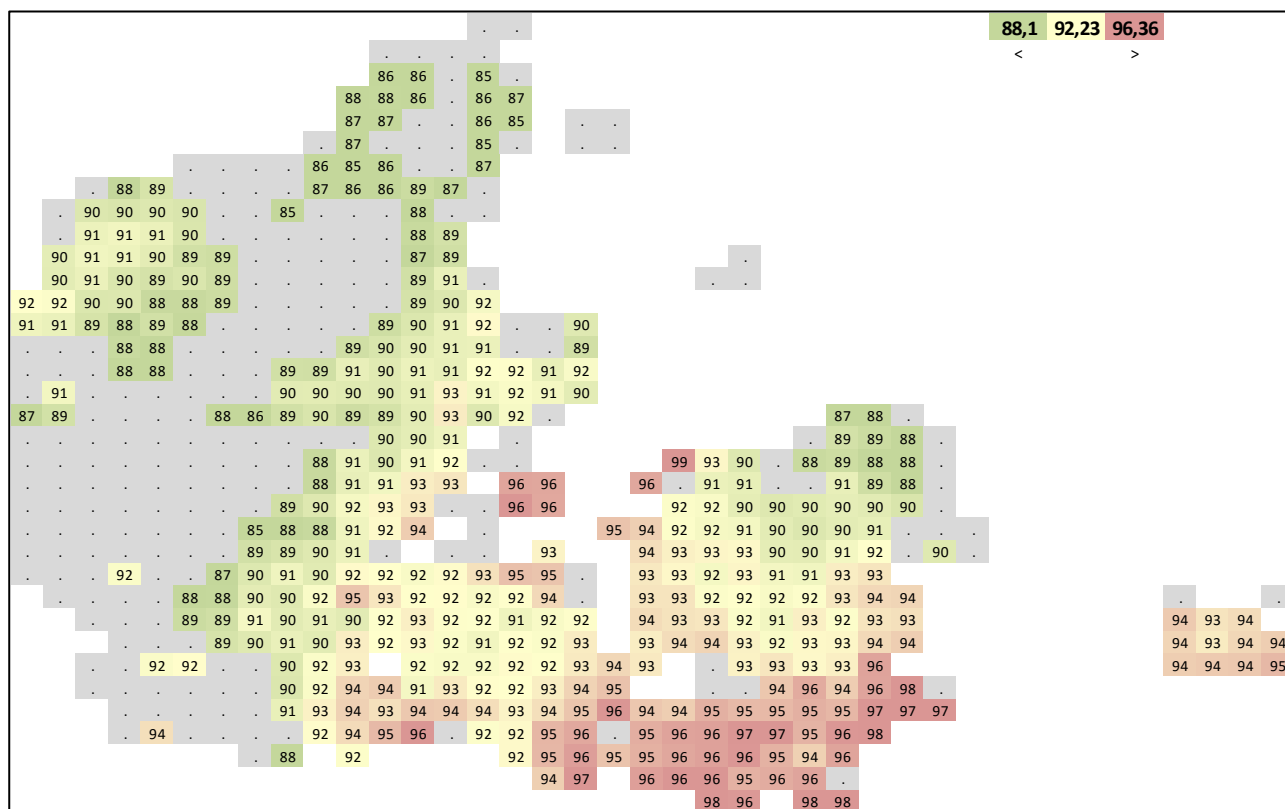 . . 88,1 92,23 96,36
. . . . < >
86 86 . 85 .
88 88 86 . 86 87
87 87 . . 86 85 . .
. 87 . . . 85 . . .
. . . . 86 85 86 . . 87
. 88 89 . . . . 87 86 86 89 87 .
. 90 90 90 90 . . 85 . . . 88 . .
. 91 91 91 90 . . . . . . 88 89
90 91 91 90 89 89 . . . . . 87 89 .
90 91 90 89 90 89 . . . . . 89 91 . . .
92 92 90 90 88 88 89 . . . . . 89 90 92
91 91 89 88 89 88 . . . . . 89 90 91 92 . . 90
. . . 88 88 . . . . . 89 90 90 91 91 . . 89
. . . 88 88 . . . 89 89 91 90 91 91 92 92 91 92
. 91 . . . . . . 90 90 90 90 91 93 91 92 91 90
87 89 . . . . 88 86 89 90 89 89 90 93 90 92 . 87 88 .
. . . . . . . . . . . 90 90 91 . . 89 89 88 .
. . . . . . . . . 88 91 90 91 92 . . 99 93 90 . 88 89 88 88 .
. . . . . . . . . 88 91 91 93 93 96 96 96 . 91 91 . . 91 89 88 .
. . . . . . . . 89 90 92 93 93 . . 96 96 92 92 90 90 90 90 90 90 .
. . . . . . . 85 88 88 91 92 94 . 95 94 92 92 91 90 90 90 91 . . .
. . . . . . . 89 89 90 91 . . . 93 94 93 93 93 90 90 91 92 . 90 .
. . . 92 . . 87 90 91 90 92 92 92 92 93 95 95 . 93 93 92 93 91 91 93 93
. . . . 88 88 90 90 92 95 93 92 92 92 92 94 . 93 93 92 92 92 92 93 94 94 . .
. . . 89 89 91 90 91 90 92 93 92 92 91 92 92 94 93 93 92 91 93 92 93 93 94 93 94
. . . 89 90 91 90 93 92 93 92 91 92 92 93 93 94 94 93 92 93 93 94 94 94 93 94 94
. . 92 92 . . 90 92 93 92 92 92 92 92 93 94 93 . 93 93 93 93 96 94 94 94 95
. . . . . . 90 92 94 94 91 93 92 92 93 94 95 . . 94 96 94 96 98 .
. . . . . 91 93 94 93 94 94 94 93 94 95 96 94 94 95 95 95 95 95 97 97 97
. 94 . . . . 92 94 95 96 . 92 92 95 96 . 95 96 96 97 97 95 96 98
. 88 92 92 95 96 95 95 96 96 96 95 94 96
94 97 96 96 96 95 96 96 .
98 96 98 98